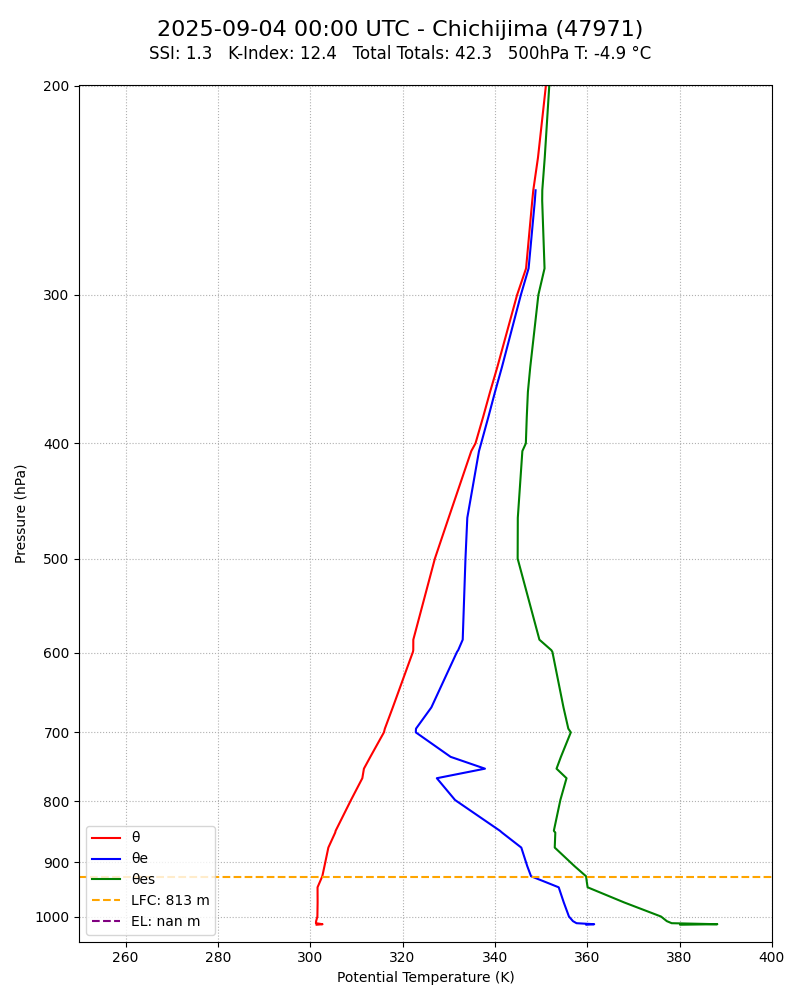 2025-09-04 00:00 UTC - Chichijima (47971)
SSI: 1.3   K-Index: 12.4   Total Totals: 42.3   500hPa T: -4.9 °C
200
300
400
500
600
700
800
900
1000
Pressure (hPa)
θ
θe
θes
LFC: 813 m
EL: nan m
260
280
300
320
340
360
380
400
Potential Temperature (K)